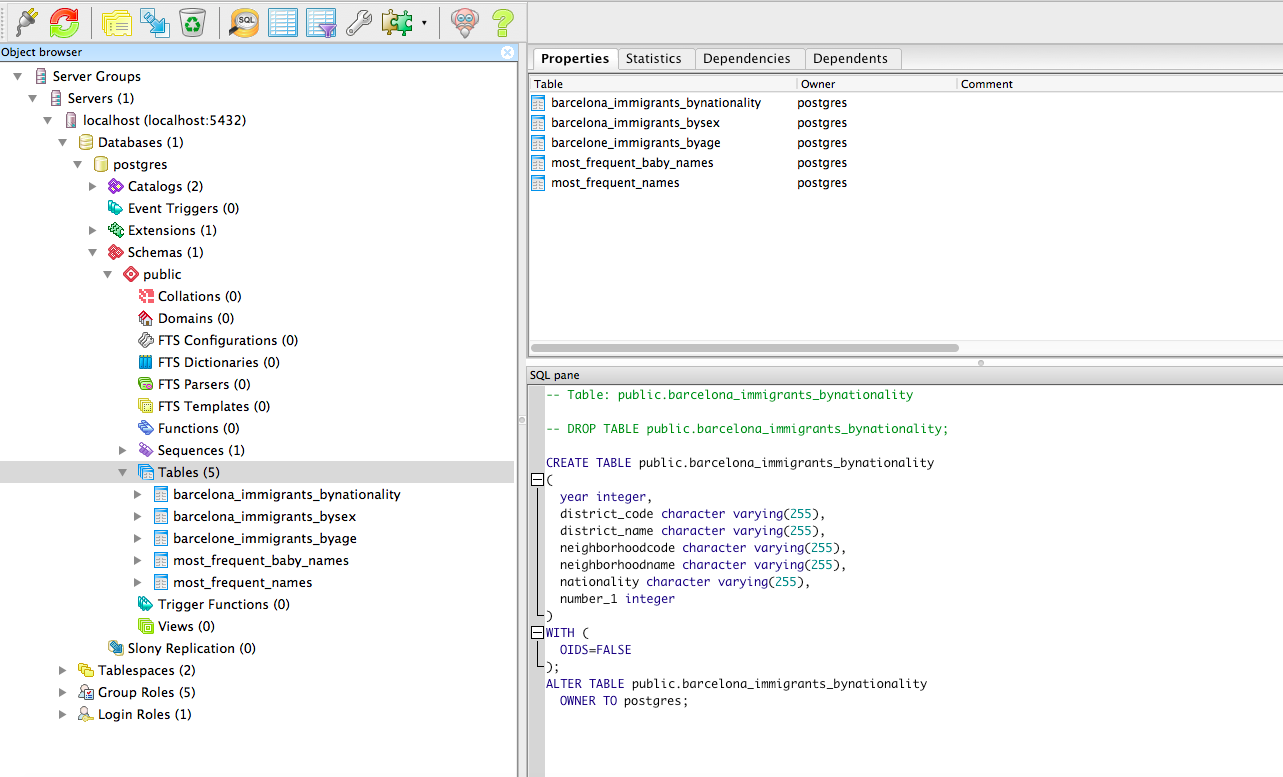 SQL
Object browser
Server Groups
Servers (1)
localhost (localhost:5432)
Databases (1)
postgres
Catalogs (2)
Event Triggers (0)
Extensions (1)
Schemas (1)
public
Collations (0)
Domains (0)
FTS Configurations (0)
FTS Dictionaries (0)
FTS Parsers (0)
FTS Templates (0)
Functions (0)
Sequences (1)
Tables (5)
barcelona_immigrants_bynationality
barcelona_immigrants_bysex
barcelone_immigrants_byage
most_frequent_baby_names
most_frequent_names
Trigger Functions (0)
Views (0)
Slony Replication (0)
Tablespaces (2)
Group Roles (5)
Login Roles (1)
Properties Statistics Dependencies Dependents
Table Owner Comment
barcelona_immigrants_bynationality postgres
barcelona_immigrants_bysex postgres
barcelone_immigrants_byage postgres
most_frequent_baby_names postgres
most_frequent_names postgres
SQL pane
-- Table: public.barcelona_immigrants_bynationality
-- DROP TABLE public.barcelona_immigrants_bynationality;
CREATE TABLE public.barcelona_immigrants_bynationality
(
year integer,
district_code character varying(255),
district_name character varying(255),
neighborhoodcode character varying(255),
neighborhoodname character varying(255),
nationality character varying(255),
number_1 integer
)
WITH (
OIDS=FALSE
);
ALTER TABLE public.barcelona_immigrants_bynationality
OWNER TO postgres;